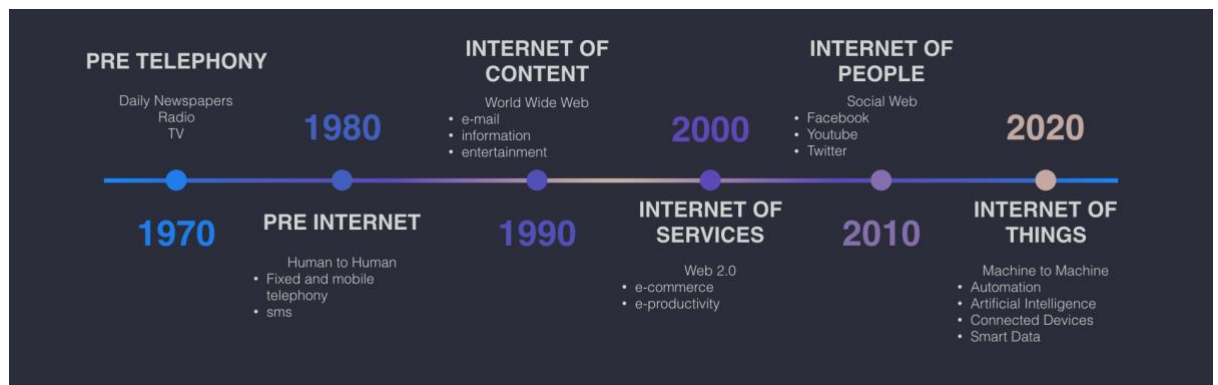 PRE TELEPHONY
Daily Newspapers
Radio
TV
1970
1980
PRE INTERNET
Human to Human
• Fixed and mobile
telephony
• sms
INTERNET OF
CONTENT
World Wide Web
• e-mail
• information
• entertainment
1990
2000
INTERNET OF
SERVICES
Web 2.0
• e-commerce
• e-productivity
INTERNET OF
PEOPLE
Social Web
• Facebook
• Youtube
• Twitter
2010
2020
INTERNET OF
THINGS
Machine to Machine
• Automation
• Artificial Intelligence
• Connected Devices
• Smart Data